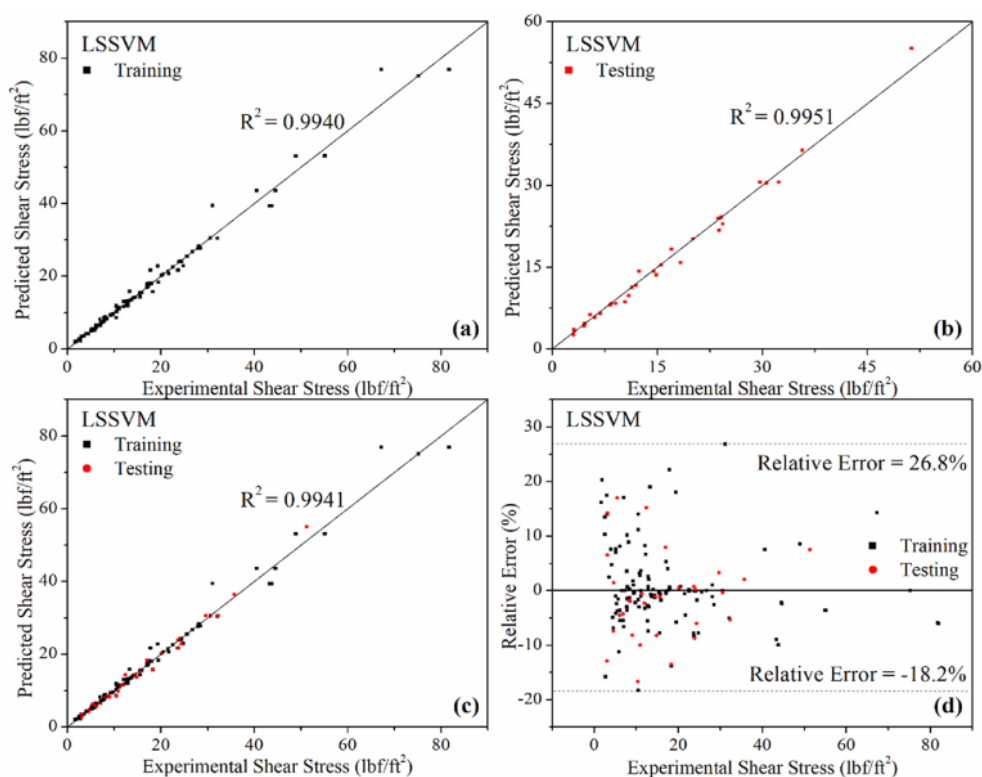 LSSVM
Training
R² = 0.9940
(a)
80
60
40
20
0
0 20 40 60 80
Predicted Shear Stress (lbf/ft²)
Experimental Shear Stress (lbf/ft²)
LSSVM
Testing
R² = 0.9951
(b)
60
45
30
15
0
0 15 30 45 60
Predicted Shear Stress (lbf/ft²)
Experimental Shear Stress (lbf/ft²)
LSSVM
Training
Testing
R² = 0.9941
(c)
80
60
40
20
0
0 20 40 60 80
Predicted Shear Stress (lbf/ft²)
Experimental Shear Stress (lbf/ft²)
LSSVM
Relative Error = 26.8%
Training
Testing
Relative Error = -18.2%
(d)
35
30
20
10
0
-10
-20
0 20 40 60 80
Relative Error (%)
Experimental Shear Stress (lbf/ft²)